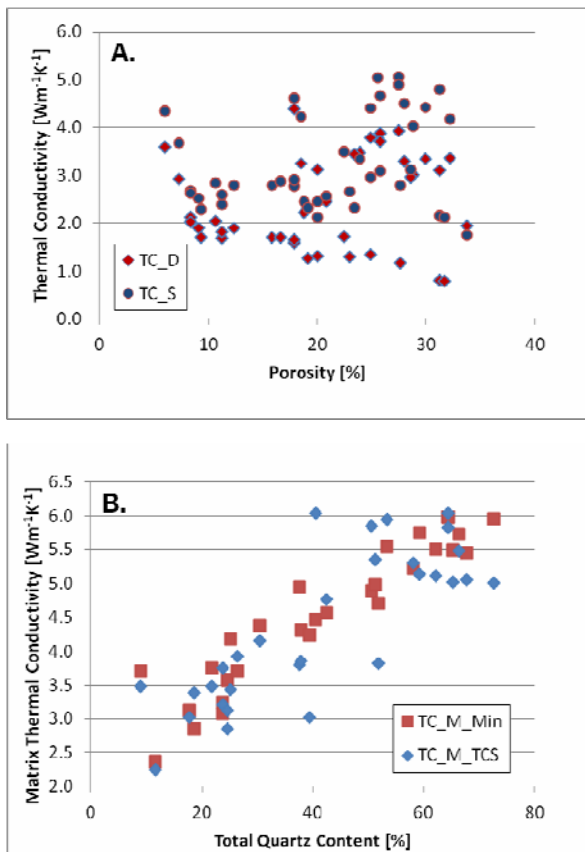 A.
Thermal Conductivity [Wm⁻¹K⁻¹]
6.0
5.0
4.0
3.0
2.0
1.0
0.0
TC_D
TC_S
0 10 20 30 40
Porosity [%]
B.
Matrix Thermal Conductivity [Wm⁻¹K⁻¹]
6.5
6.0
5.5
5.0
4.5
4.0
3.5
3.0
2.5
2.0
TC_M_Min
TC_M_TCS
0 20 40 60 80
Total Quartz Content [%]